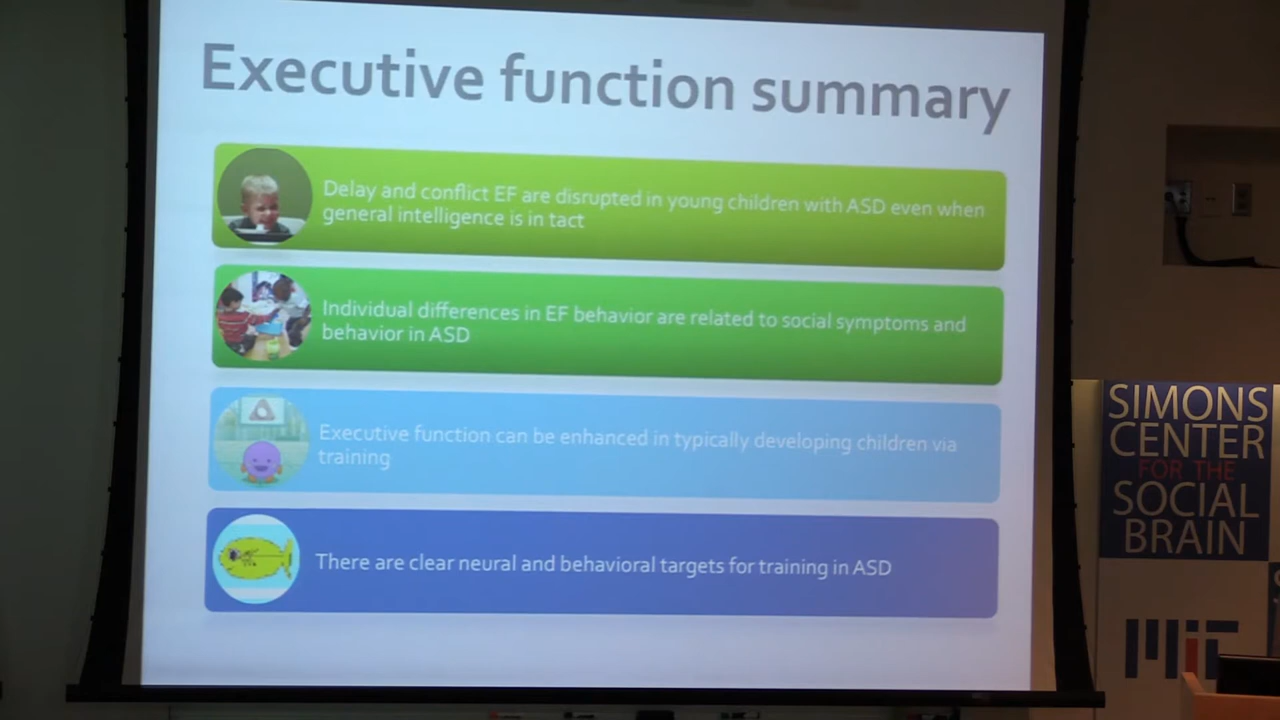 Executive function summary
Delay and conflict EF are disrupted in young children with ASD even when
general intelligence is in tact
Individual differences in EF behavior are related to social symptoms and
behavior in ASD
Executive function can be enhanced in typically developing children via
training
There are clear neural and behavioral targets for training in ASD
SIMONS
CENTER
FOR THE
SOCIAL
BRAIN
MIT